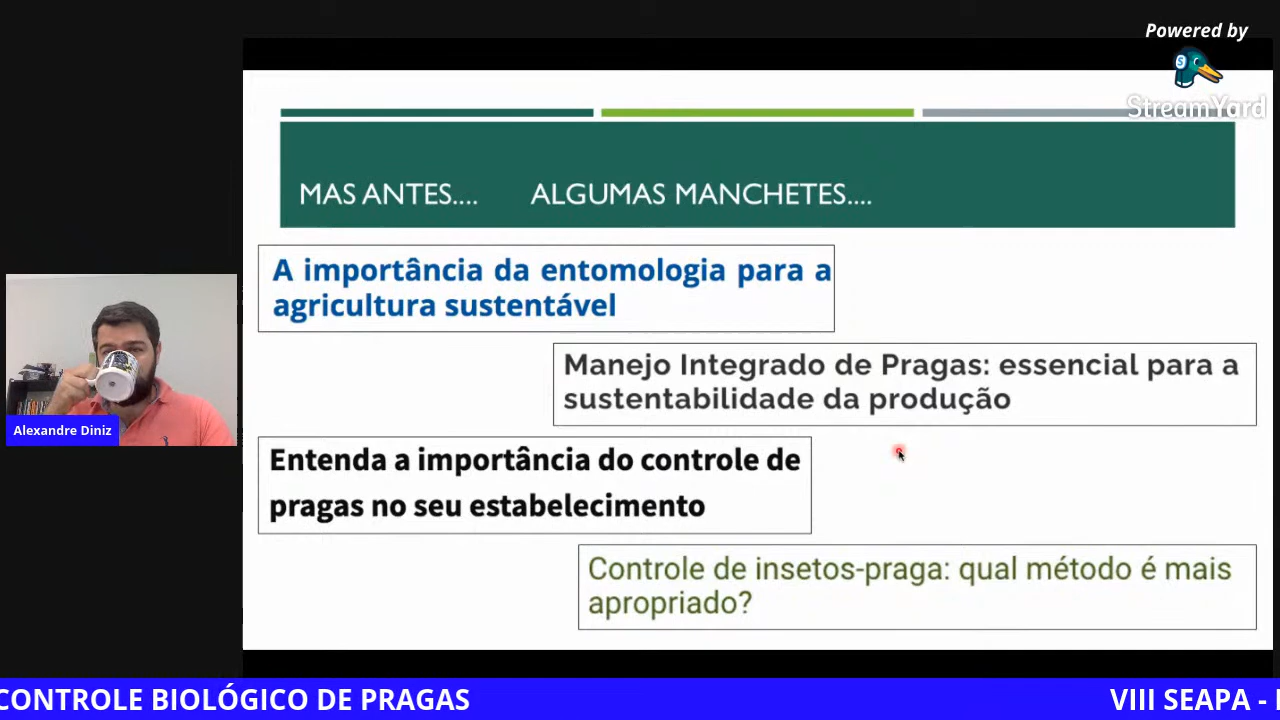 Powered by
StreamYard
MAS ANTES.... ALGUMAS MANCHETES....
A importância da entomologia para a
agricultura sustentável
Manejo Integrado de Pragas: essencial para a
sustentabilidade da produção
Entenda a importância do controle de
pragas no seu estabelecimento
Controle de insetos-praga: qual método é mais
apropriado?
Alexandre Diniz
CONTROLE BIOLÓGICO DE PRAGAS
VIII SEAPA -